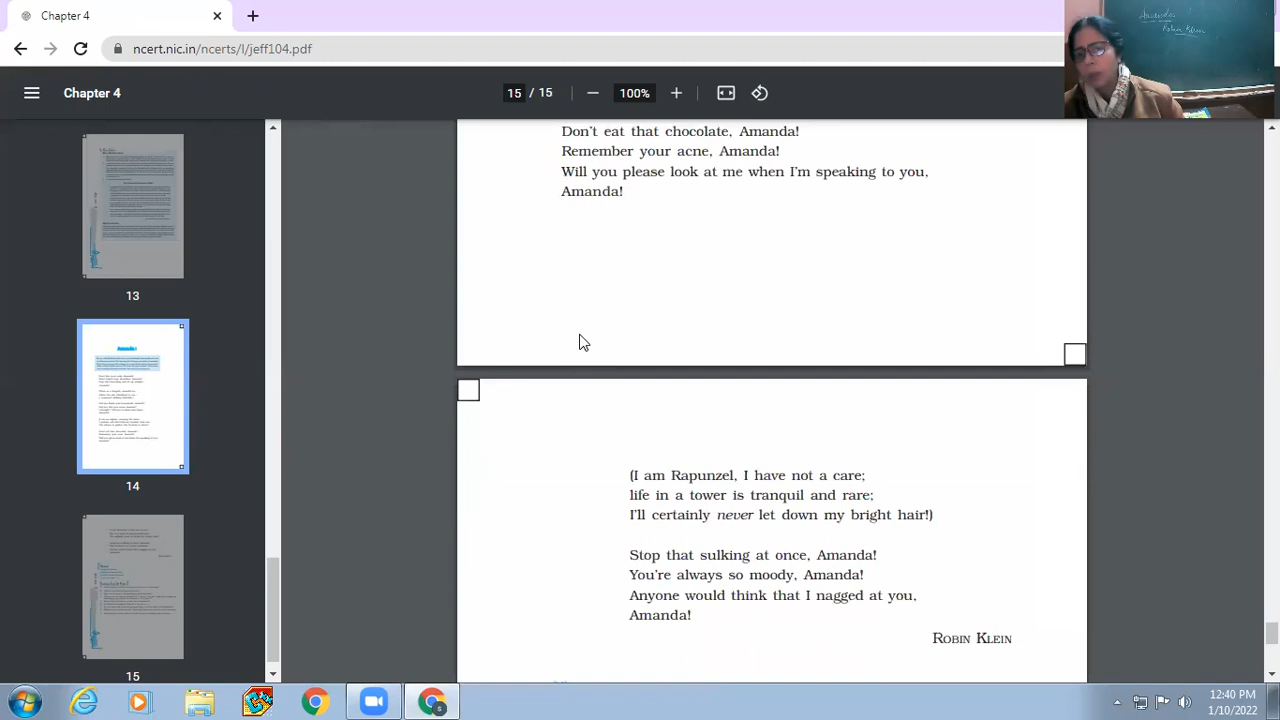 Chapter 4
ncert.nic.in/ncerts/l/jeff104.pdf
Chapter 4
15 / 15
100%
Amanda
Robin Klein
Don't eat that chocolate, Amanda!
Remember your acne, Amanda!
Will you please look at me when I'm speaking to you,
Amanda!
13
14
15
(I am Rapunzel, I have not a care;
life in a tower is tranquil and rare;
I'll certainly never let down my bright hair!)
Stop that sulking at once, Amanda!
You're always so moody, Amanda!
Anyone would think that I nagged at you,
Amanda!
Robin Klein
12:40 PM
1/10/2022